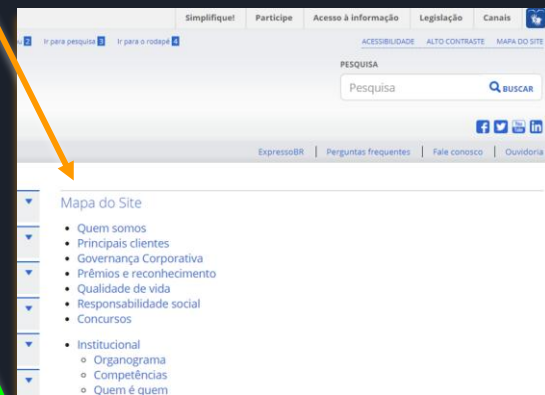 Simplifique! Participe Acesso à informação Legislação Canais
2 Ir para pesquisa 3 Ir para o rodapé 4 ACESSIBILIDADE ALTO CONTRASTE MAPA DO SITE
PESQUISA
Pesquisa BUSCAR
ExpressoBR Perguntas frequentes Fale conosco Ouvidoria
Mapa do Site
Quem somos
Principais clientes
Governança Corporativa
Prêmios e reconhecimento
Qualidade de vida
Responsabilidade social
Concursos
Institucional
Organograma
Competências
Quem é quem